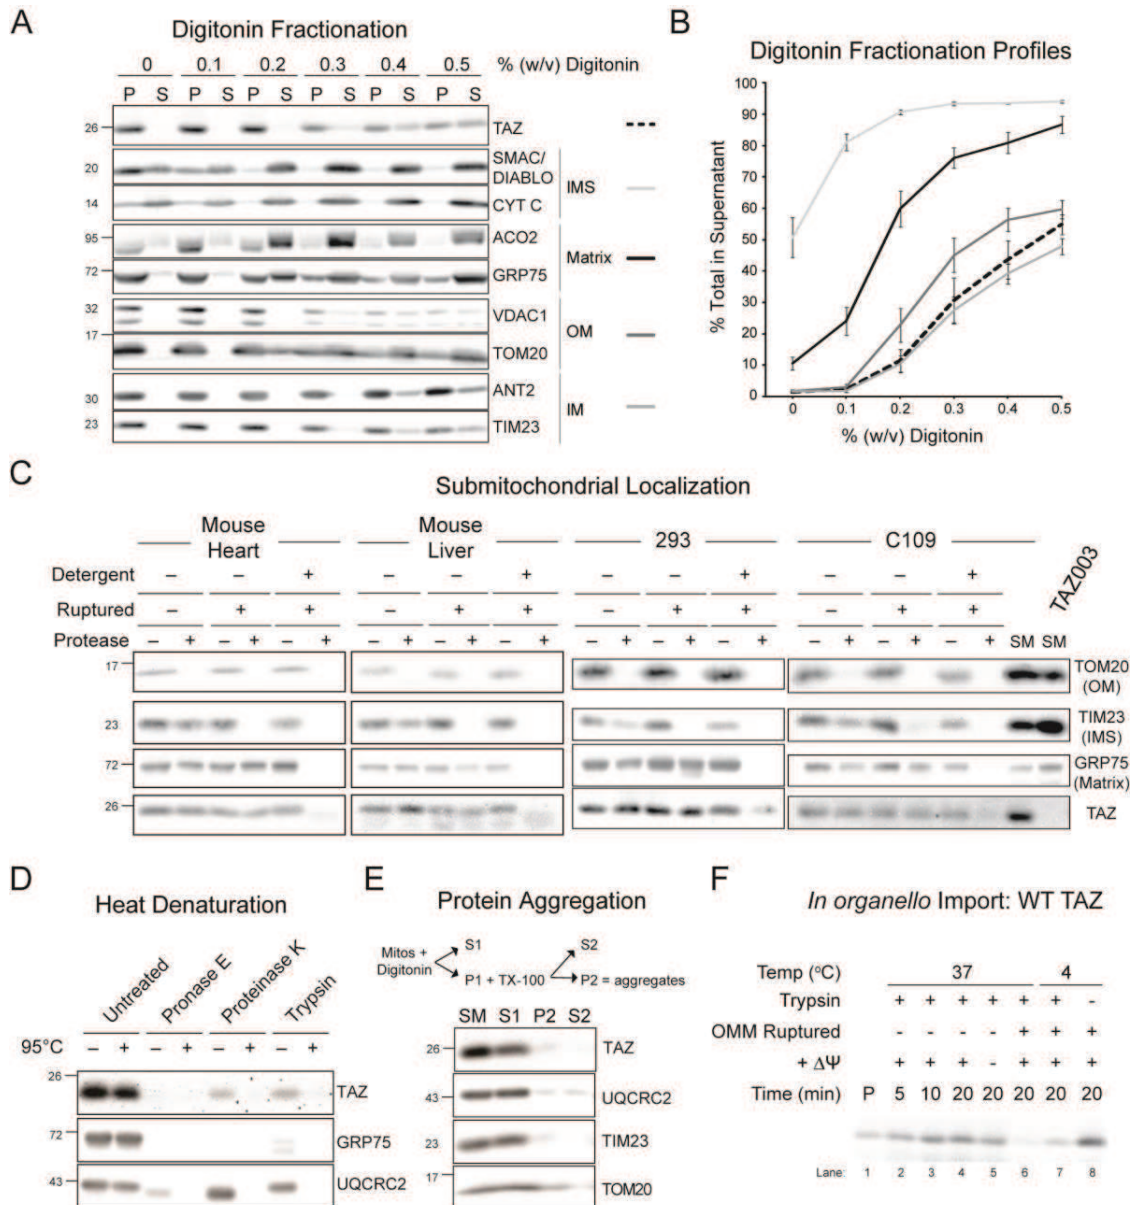 A
Digitonin Fractionation
0 0.1 0.2 0.3 0.4 0.5 % (w/v) Digitonin
P S P S P S P S P S P S
26 TAZ
20 SMAC/
DIABLO
IMS
14 CYT C
95 ACO2
Matrix
72 GRP75
32 VDAC1
OM
17 TOM20
30 ANT2
IM
23 TIM23
B
Digitonin Fractionation Profiles
% Total in Supernatant
100
90
80
70
60
50
40
30
20
10
0
0 0.1 0.2 0.3 0.4 0.5
% (w/v) Digitonin
C
Submitochondrial Localization
Mouse Heart Mouse Liver 293 C109 TAZ003
Detergent – – + – – + – – + – – +
Ruptured – + + – + + – + + – + +
Protease – + – + – + – + – + – + – + – + – + – + – + – + SM SM
17 TOM20
(OM)
23 TIM23
(IMS)
72 GRP75
(Matrix)
26 TAZ
D
Heat Denaturation
Untreated Pronase E Proteinase K Trypsin
95°C – + – + – + – +
26 TAZ
72 GRP75
43 UQCRC2
E
Protein Aggregation
Mitos +
Digitonin
S1
P1 + TX-100
S2
P2 = aggregates
SM S1 P2 S2
26 TAZ
43 UQCRC2
23 TIM23
17 TOM20
F
In organello Import: WT TAZ
Temp (°C) 37 4
Trypsin + + + + + + -
OMM Ruptured - - - - + + +
+ ΔΨ + + + - + + +
Time (min) P 5 10 20 20 20 20 20
Lane: 1 2 3 4 5 6 7 8